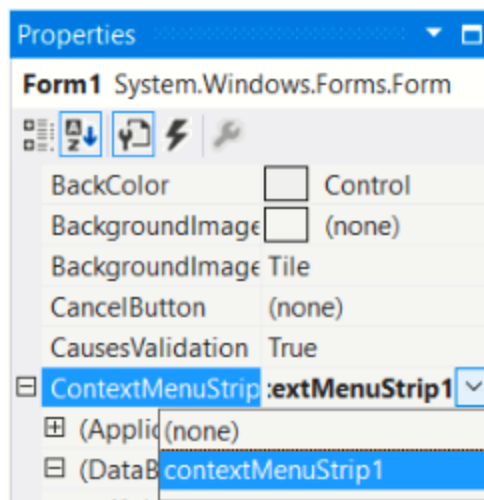 Properties
Form1 System.Windows.Forms.Form
BackColor Control
BackgroundImage (none)
BackgroundImage Tile
CancelButton (none)
CausesValidation True
ContextMenuStrip :extMenuStrip1
(Applic (none)
(DataB contextMenuStrip1